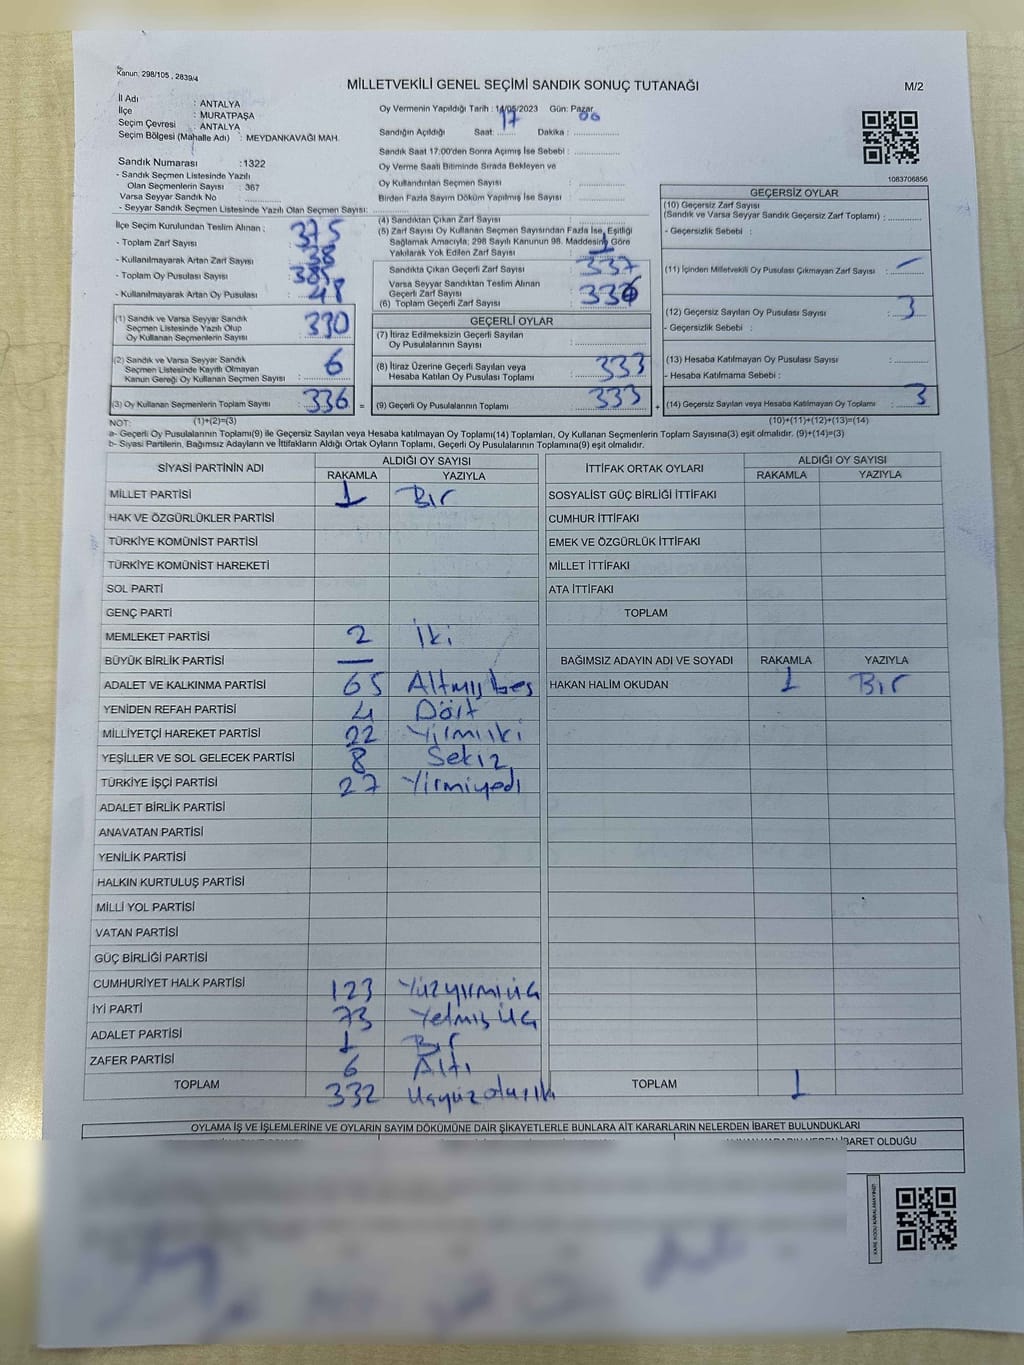 Kanun, 298/105 , 2839/4
MİLLETVEKİLİ GENEL SEÇİMİ SANDIK SONUÇ TUTANAĞI
M/2
İl Adı : ANTALYA
İlçe : MURATPAŞA
Seçim Çevresi : ANTALYA
Seçim Bölgesi (Mahalle Adı) : MEYDANKAVAĞI MAH.
Sandık Numarası :1322
- Sandık Seçmen Listesinde Yazılı
Olan Seçmenlerin Sayısı : 367
Varsa Seyyar Sandık No
- Seyyar Sandık Seçmen Listesinde Yazılı Olan Seçmen Sayısı:
Oy Vermenin Yapıldığı Tarih : 14/05/2023 Gün: Pazar
Sandığın Açıldığı Saat: 17 Dakika : 00
Sandık Saat 17:00'den Sonra Açımış İse Sebebi :
Oy Verme Saati Bitiminde Sırada Bekleyen ve
Oy Kullandırılan Seçmen Sayısı
Birden Fazla Sayım Döküm Yapılmış İse Sayısı :
1083706856
İlçe Seçim Kurulundan Teslim Alınan ;
- Toplam Zarf Sayısı : 375
- Kullanılmayarak Artan Zarf Sayısı : 38
- Toplam Oy Pusulası Sayısı : 385
- Kullanılmayarak Artan Oy Pusulası : 48
(1) Sandık ve Varsa Seyyar Sandık
Seçmen Listesinde Yazılı Olup
Oy Kullanan Seçmenlerin Sayısı : 330
(2) Sandık ve Varsa Seyyar Sandık
Seçmen Listesinde Kayıtlı Olmayan
Kanun Gereği Oy Kullanan Seçmen Sayısı : 6
(3) Oy Kullanan Seçmenlerin Toplam Sayısı : 336 =
(4) Sandıktan Çıkan Zarf Sayısı :
(5) Zarf Sayısı Oy Kullanan Seçmen Sayısından Fazla İse, Eşitliği
Sağlamak Amacıyla; 298 Sayılı Kanunun 98. Maddesine Göre
Yakılarak Yok Edilen Zarf Sayısı : 1
Sandıkta Çıkan Geçerli Zarf Sayısı : 337
Varsa Seyyar Sandıktan Teslim Alınan
Geçerli Zarf Sayısı
(6) Toplam Geçerli Zarf Sayısı : 336
GEÇERLİ OYLAR
(7) İtiraz Edilmeksizin Geçerli Sayılan
Oy Pusulalarının Sayısı :
(8) İtiraz Üzerine Geçerli Sayılan veya
Hesaba Katılan Oy Pusulası Toplamı : 333
(9) Geçerli Oy Pusulalarının Toplamı : 333 +
GEÇERSİZ OYLAR
(10) Geçersiz Zarf Sayısı
(Sandık ve Varsa Seyyar Sandık Geçersiz Zarf Toplamı) :
- Geçersizlik Sebebi :
(11) İçinden Milletvekili Oy Pusulası Çıkmayan Zarf Sayısı : –
(12) Geçersiz Sayılan Oy Pusulası Sayısı : 3
- Geçersizlik Sebebi :
(13) Hesaba Katılmayan Oy Pusulası Sayısı :
- Hesaba Katılmama Sebebi :
(14) Geçersiz Sayılan veya Hesaba Katılmayan Oy Toplamı : 3
NOT: (1)+(2)=(3) (10)+(11)+(12)+(13)=(14)
a- Geçerli Oy Pusulalarının Toplamı(9) ile Geçersiz Sayılan veya Hesaba katılmayan Oy Toplamı(14) Toplamları, Oy Kullanan Seçmenlerin Toplam Sayısına(3) eşit olmalıdır. (9)+(14)=(3)
b- Siyasi Partilerin, Bağımsız Adayların ve İttifakların Aldığı Ortak Oyların Toplamı, Geçerli Oy Pusulalarının Toplamına(9) eşit olmalıdır.
SİYASİ PARTİNİN ADI ALDIĞI OY SAYISI
RAKAMLA YAZIYLA
MİLLET PARTİSİ 1 Bir
HAK VE ÖZGÜRLÜKLER PARTİSİ
TÜRKİYE KOMÜNİST PARTİSİ
TÜRKİYE KOMÜNİST HAREKETİ
SOL PARTİ
GENÇ PARTİ
MEMLEKET PARTİSİ 2 İki
BÜYÜK BİRLİK PARTİSİ —
ADALET VE KALKINMA PARTİSİ 65 Altmış beş
YENİDEN REFAH PARTİSİ 4 Dört
MİLLİYETÇİ HAREKET PARTİSİ 22 Yirmiiki
YEŞİLLER VE SOL GELECEK PARTİSİ 8 Sekiz
TÜRKİYE İŞÇİ PARTİSİ 27 Yirmiyedi
ADALET BİRLİK PARTİSİ
ANAVATAN PARTİSİ
YENİLİK PARTİSİ
HALKIN KURTULUŞ PARTİSİ
MİLLİ YOL PARTİSİ
VATAN PARTİSİ
GÜÇ BİRLİĞİ PARTİSİ
CUMHURİYET HALK PARTİSİ 123 Yüzyirmiüç
İYİ PARTİ 73 Yetmiş üç
ADALET PARTİSİ 1 Bir
ZAFER PARTİSİ 6 Altı
TOPLAM 332 Üçyüzotuziki
İTTİFAK ORTAK OYLARI ALDIĞI OY SAYISI
RAKAMLA YAZIYLA
SOSYALİST GÜÇ BİRLİĞİ İTTİFAKI
CUMHUR İTTİFAKI
EMEK VE ÖZGÜRLÜK İTTİFAKI
MİLLET İTTİFAKI
ATA İTTİFAKI
TOPLAM
BAĞIMSIZ ADAYIN ADI VE SOYADI RAKAMLA YAZIYLA
HAKAN HALİM OKUDAN 1 Bir
TOPLAM 1
OYLAMA İŞ VE İŞLEMLERİNE VE OYLARIN SAYIM DÖKÜMÜNE DAİR ŞİKAYETLERLE BUNLARA AİT KARARLARIN NELERDEN İBARET BULUNDUKLARI
İBARET OLDUĞU
KARE KODU KARALAMAYINIZ!